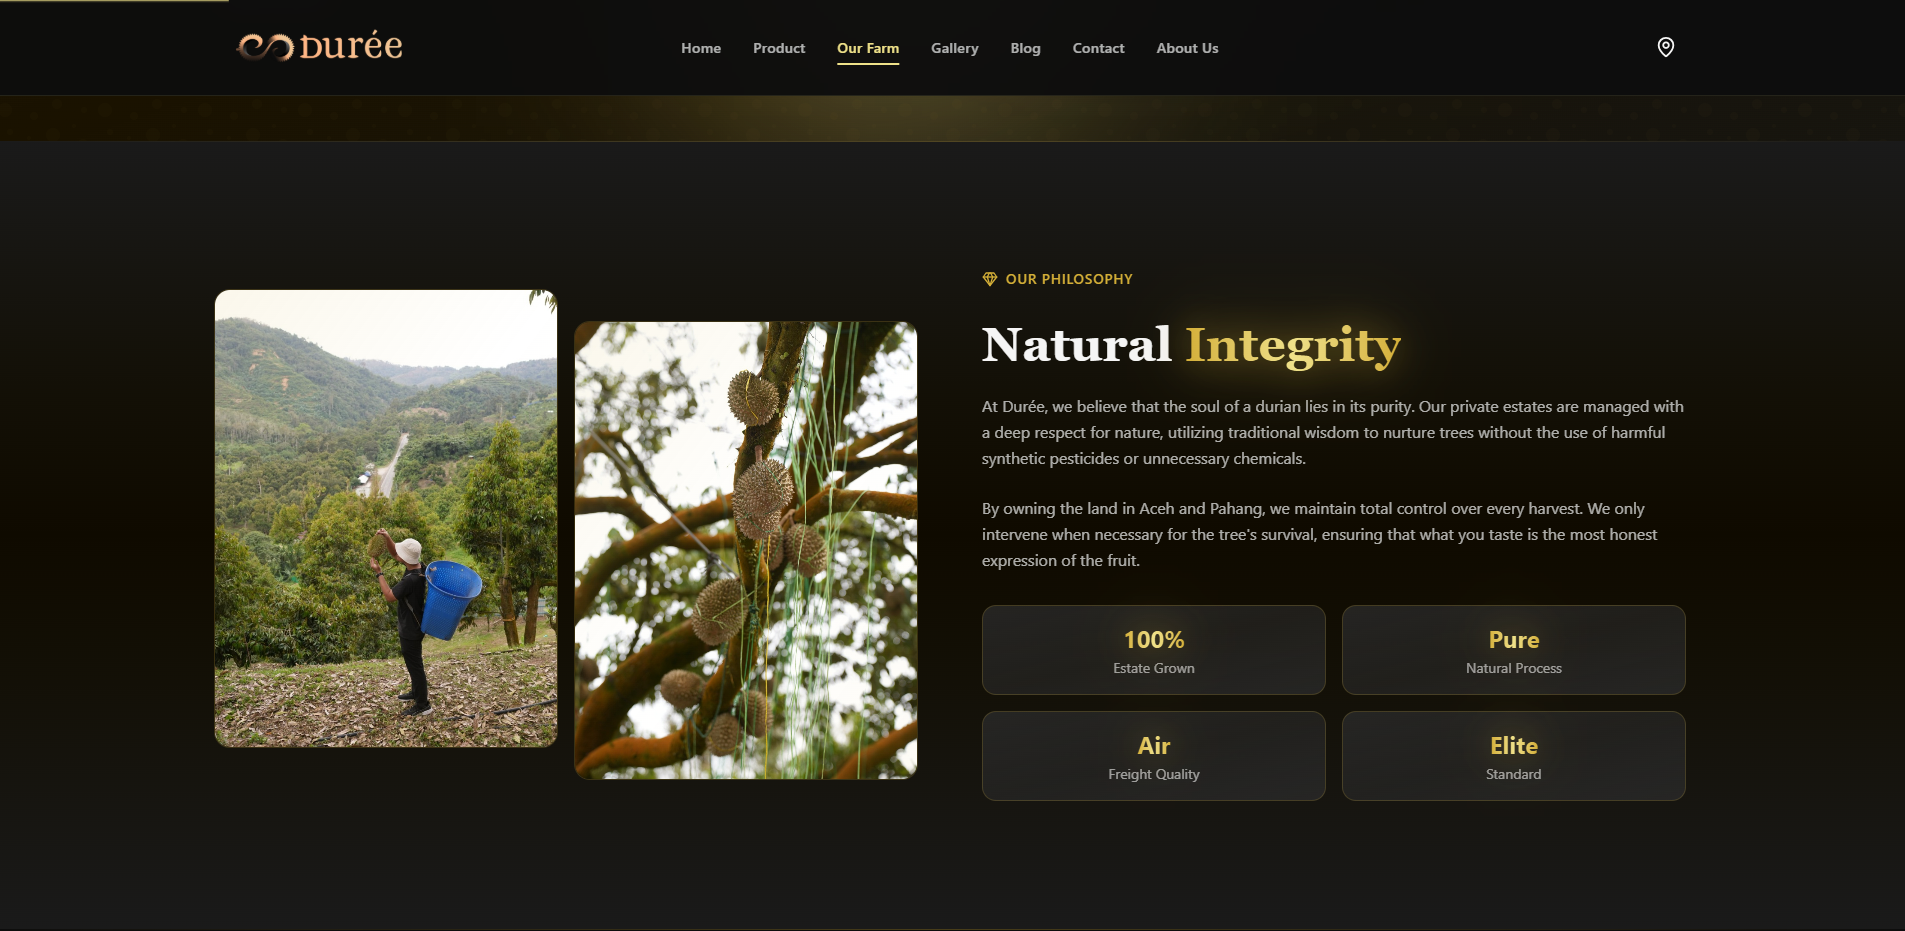 Durée
Home
Product
Our Farm
Gallery
Blog
Contact
About Us
OUR PHILOSOPHY
Natural Integrity
At Durée, we believe that the soul of a durian lies in its purity. Our private estates are managed with
a deep respect for nature, utilizing traditional wisdom to nurture trees without the use of harmful
synthetic pesticides or unnecessary chemicals.
By owning the land in Aceh and Pahang, we maintain total control over every harvest. We only
intervene when necessary for the tree's survival, ensuring that what you taste is the most honest
expression of the fruit.
100%
Estate Grown
Pure
Natural Process
Air
Freight Quality
Elite
Standard